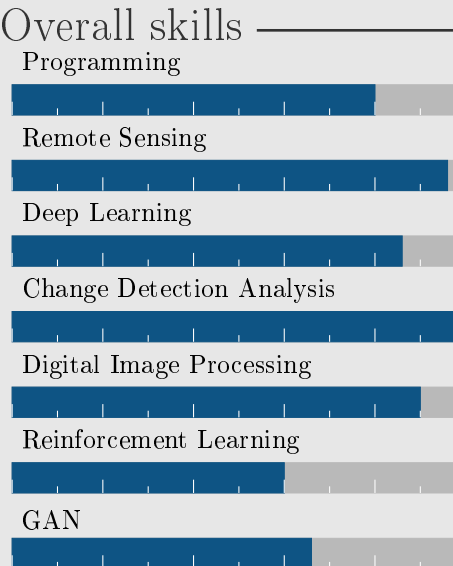 Overall skills
Programming
Remote Sensing
Deep Learning
Change Detection Analysis
Digital Image Processing
Reinforcement Learning
GAN